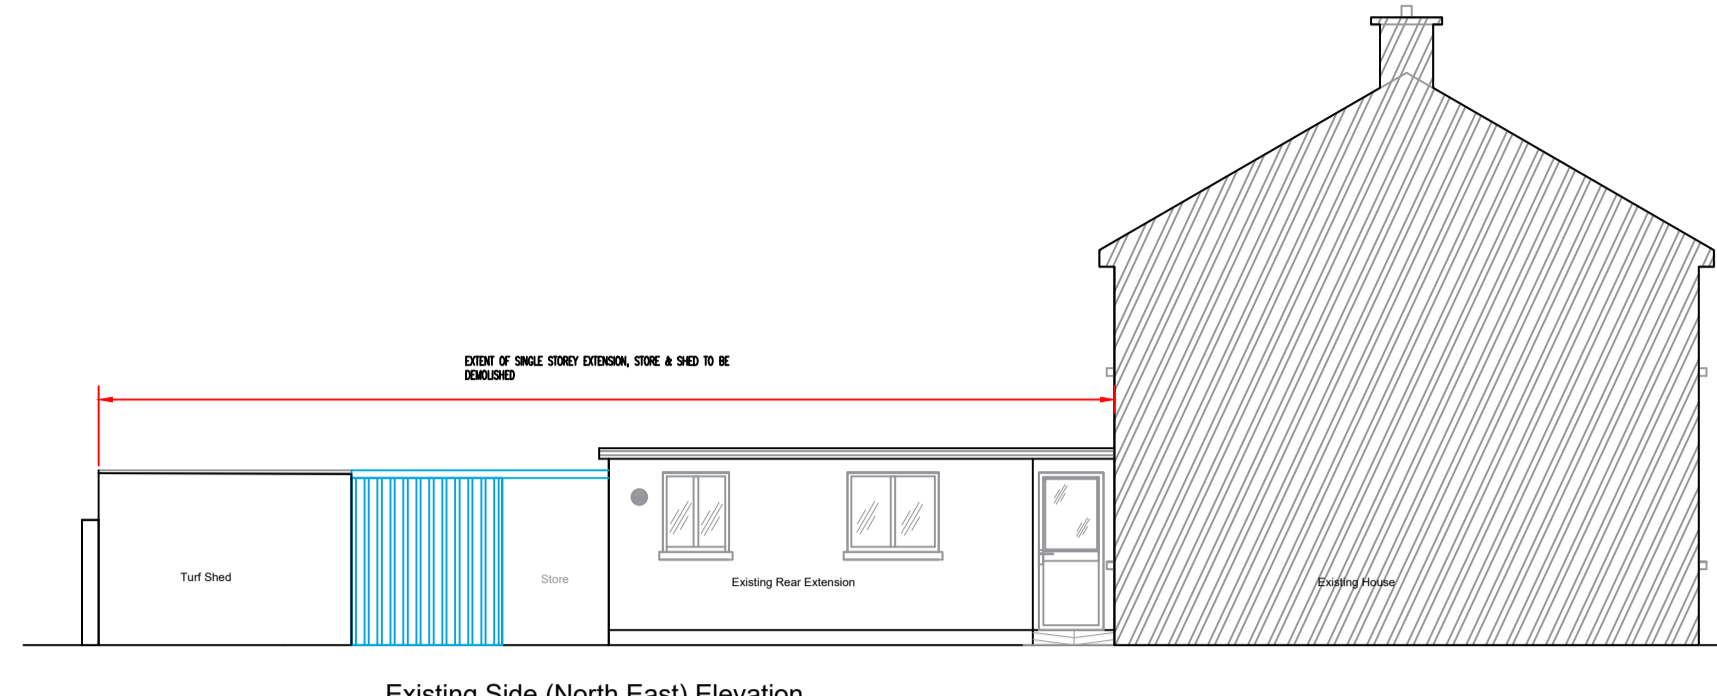 EXTENT OF SINGLE STOREY EXTENSION, STORE & SHED TO BE
DEMOLISHED
Turf Shed
Store
Existing Rear Extension
Existing House
Existing Side (North East) Elevation